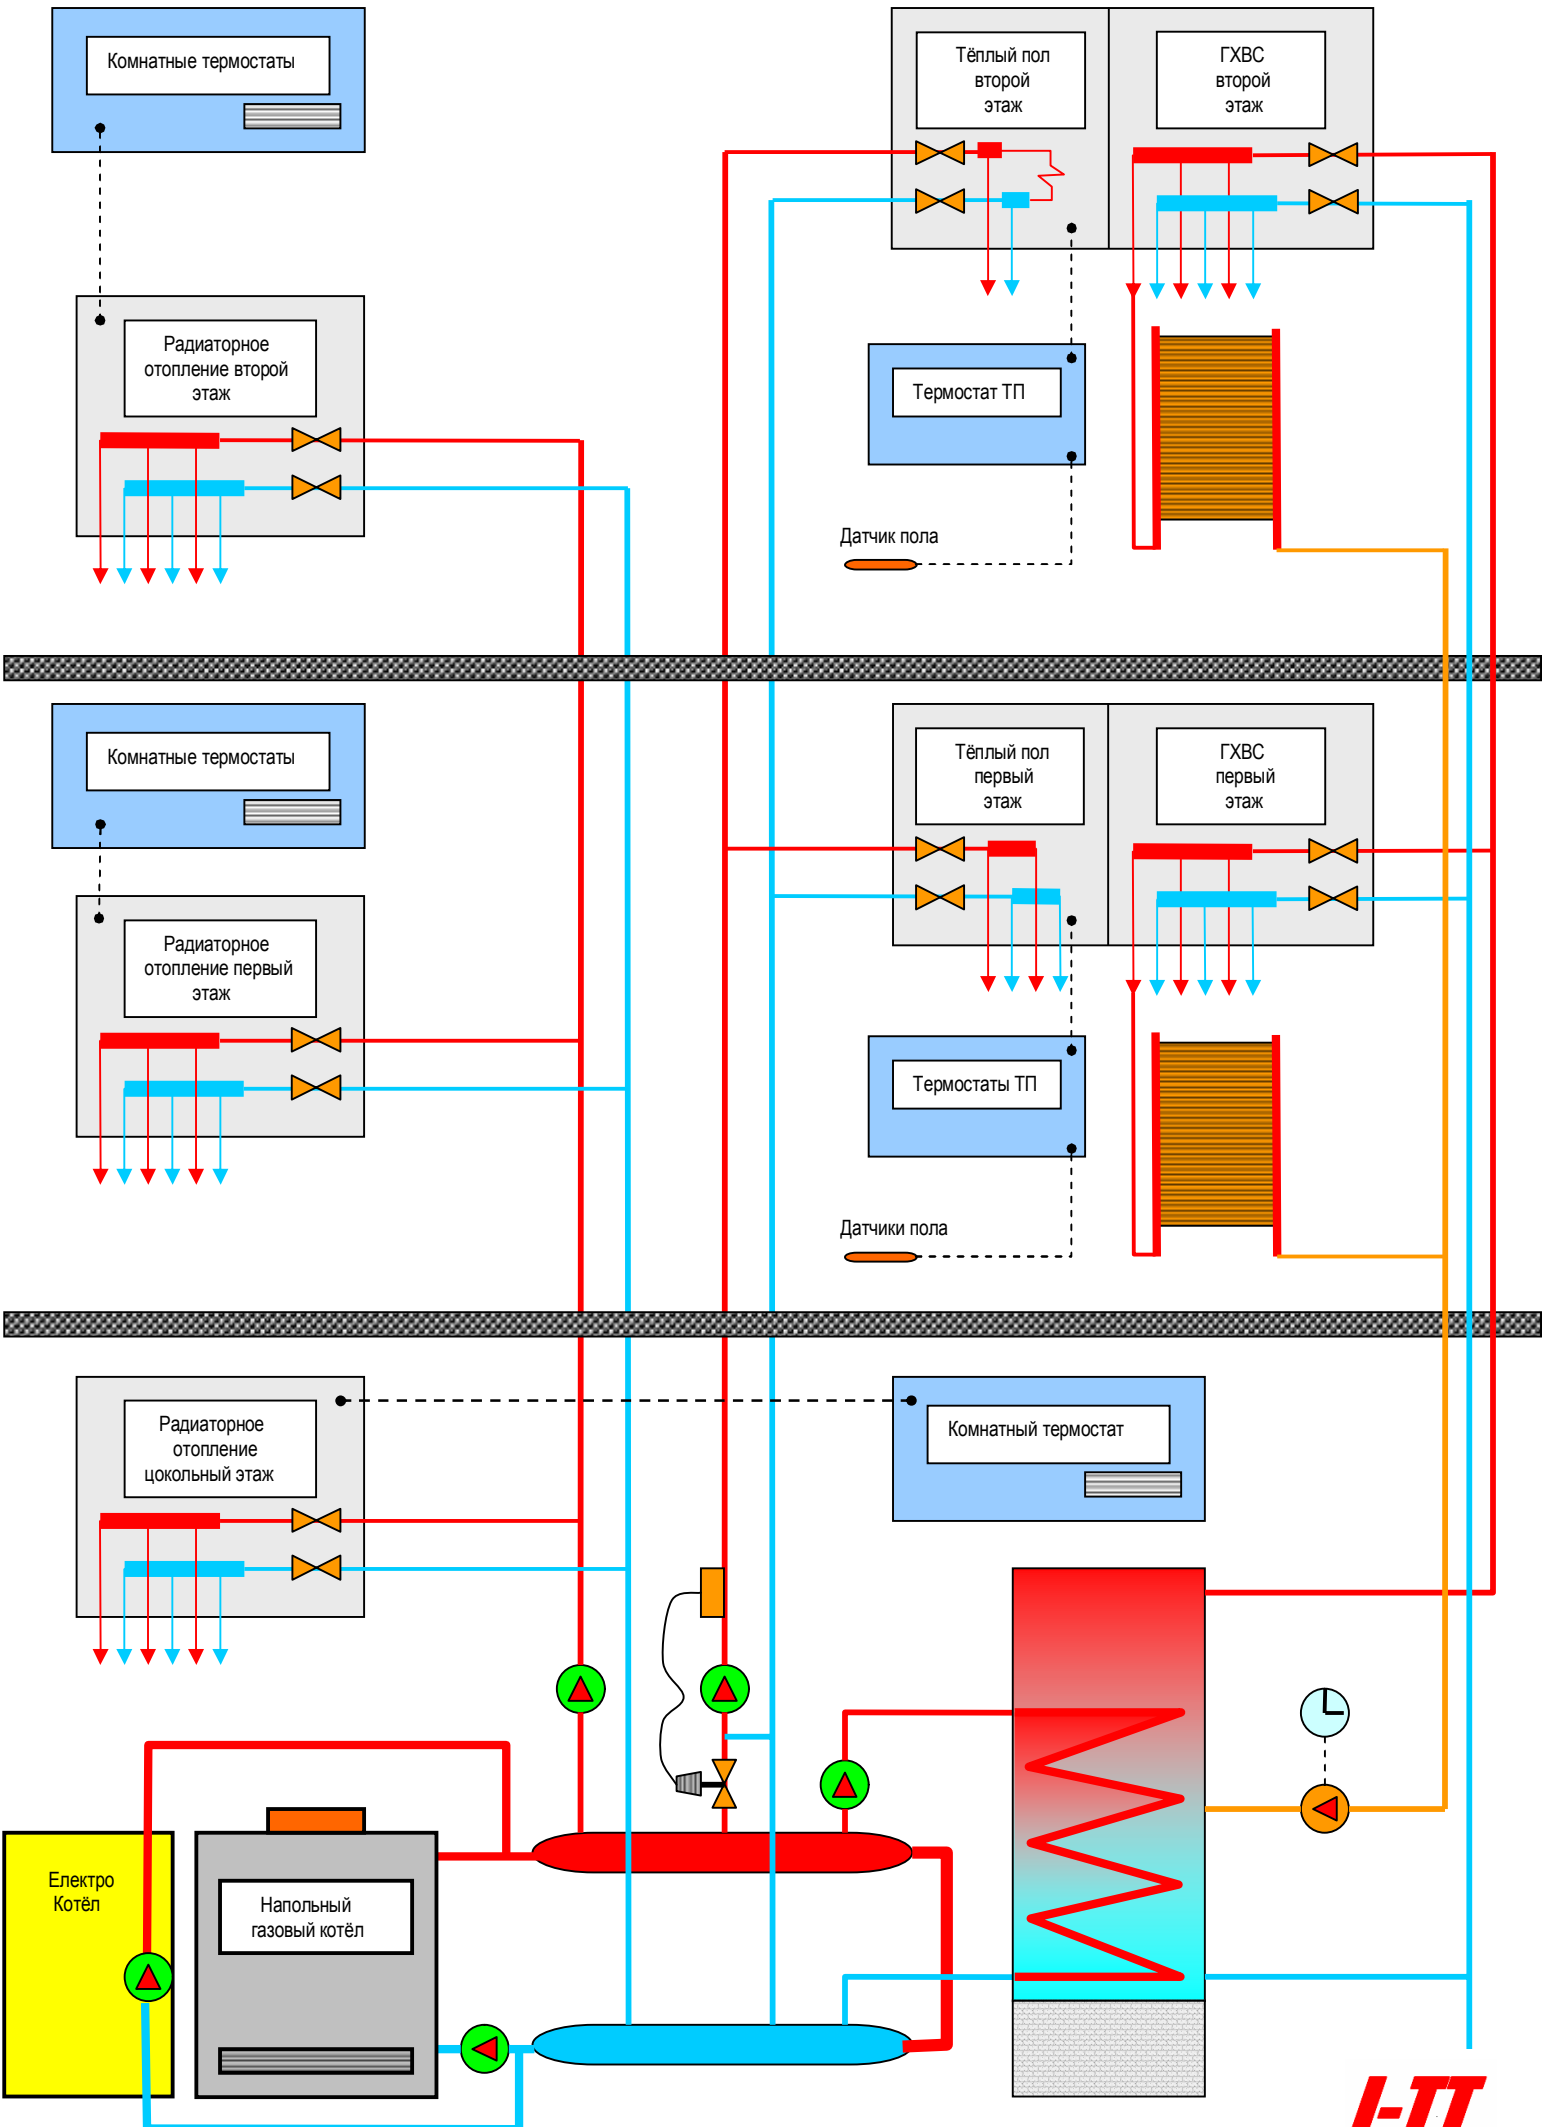 Комнатные термостаты
Тёплый пол
второй
этаж
ГХВС
второй
этаж
Радиаторное
отопление второй
этаж
Термостат ТП
Датчик пола
Комнатные термостаты
Тёплый пол
первый
этаж
ГХВС
первый
этаж
Радиаторное
отопление первый
этаж
Термостаты ТП
Датчики пола
Радиаторное
отопление
цокольный этаж
Комнатный термостат
Електро
Котёл
Напольный
газовый котёл
I-TT